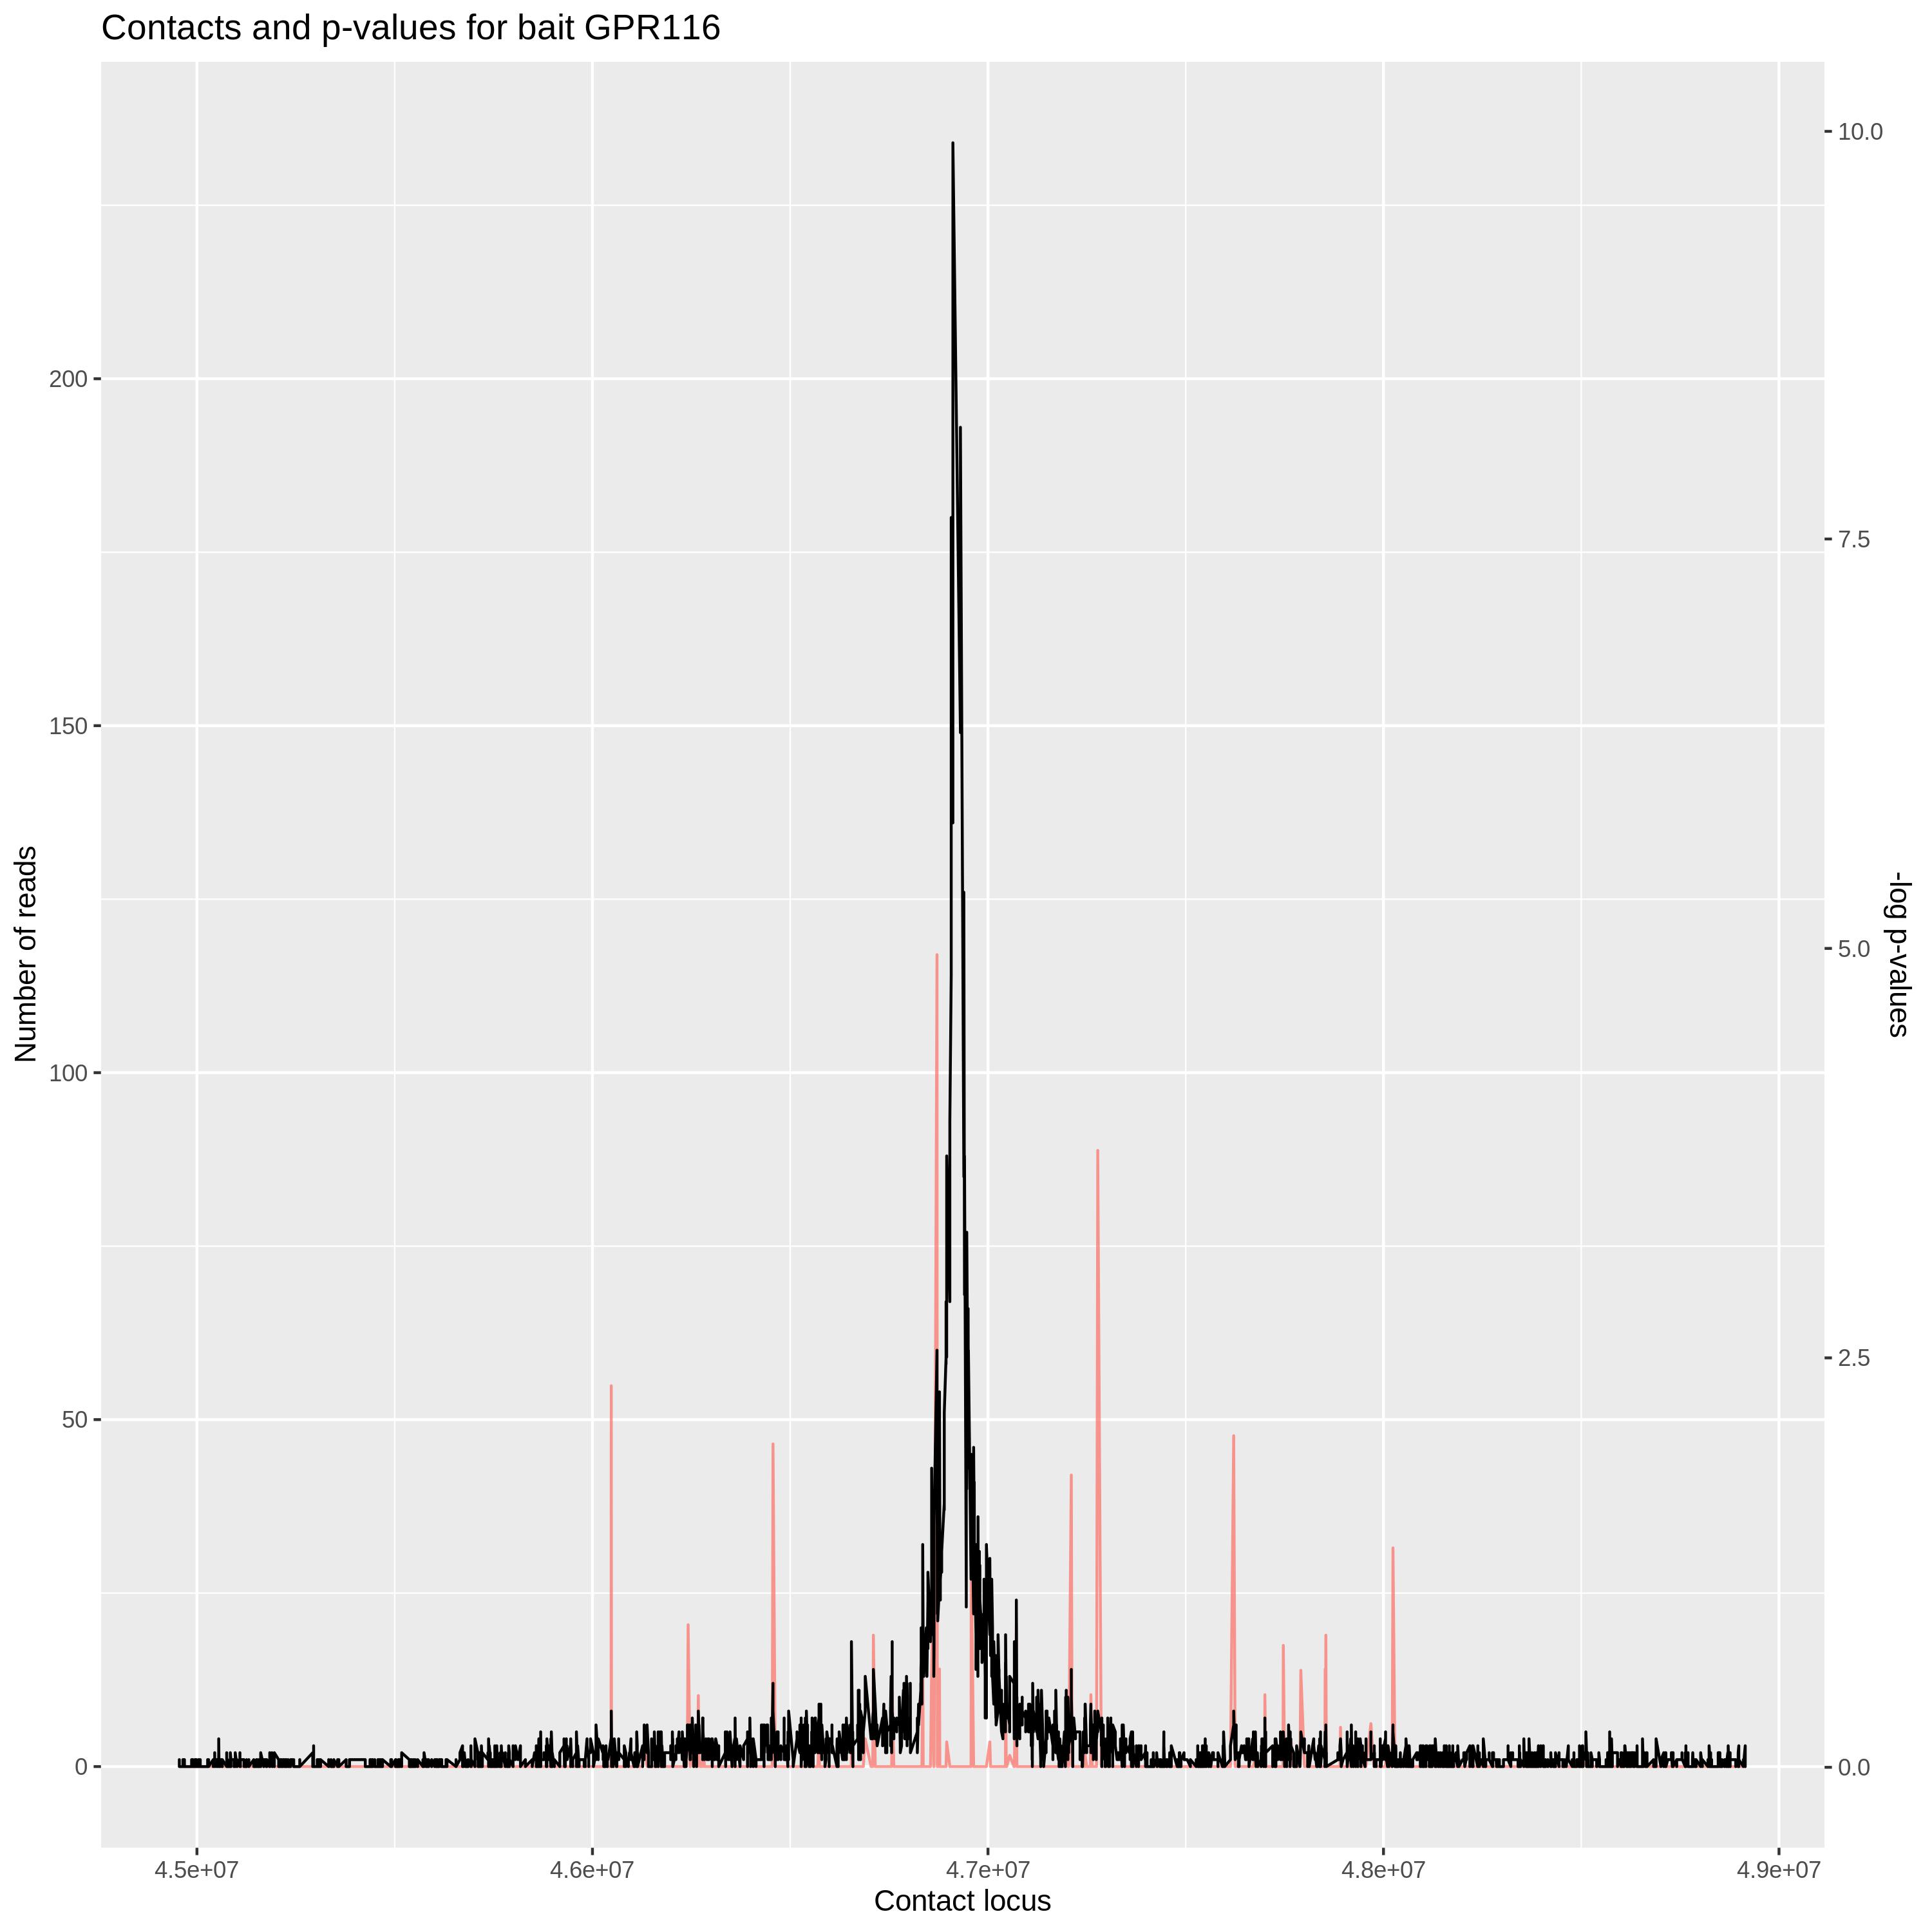 Contacts and p-values for bait GPR116
10.0
7.5
5.0
2.5
0.0
200
150
100
50
0
Number of reads
-log p-values
4.5e+07 4.6e+07 4.7e+07 4.8e+07 4.9e+07
Contact locus